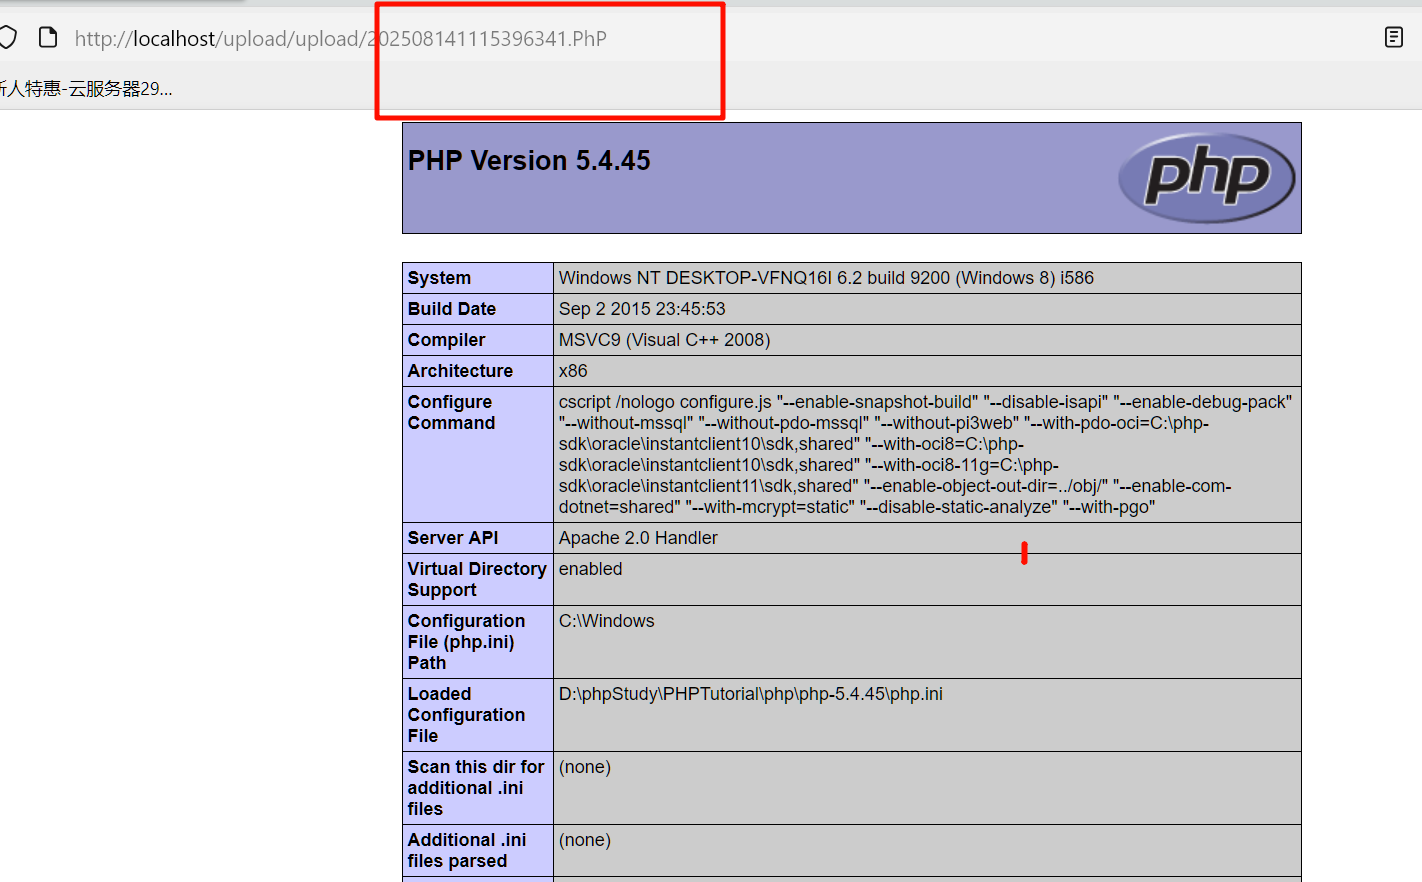 http://localhost/upload/upload/202508141115396341.PhP
新人特惠-云服务器29...
PHP Version 5.4.45
php
System Windows NT DESKTOP-VFNQ16I 6.2 build 9200 (Windows 8) i586
Build Date Sep 2 2015 23:45:53
Compiler MSVC9 (Visual C++ 2008)
Architecture x86
Configure Command cscript /nologo configure.js "--enable-snapshot-build" "--disable-isapi" "--enable-debug-pack"
"--without-mssql" "--without-pdo-mssql" "--without-pi3web" "--with-pdo-oci=C:\php-
sdk\oracle\instantclient10\sdk,shared" "--with-oci8=C:\php-
sdk\oracle\instantclient10\sdk,shared" "--with-oci8-11g=C:\php-
sdk\oracle\instantclient11\sdk,shared" "--enable-object-out-dir=../obj/" "--enable-com-
dotnet=shared" "--with-mcrypt=static" "--disable-static-analyze" "--with-pgo"
Server API Apache 2.0 Handler
Virtual Directory Support enabled
Configuration File (php.ini) Path C:\Windows
Loaded Configuration File D:\phpStudy\PHPTutorial\php\php-5.4.45\php.ini
Scan this dir for additional .ini files (none)
Additional .ini files parsed (none)